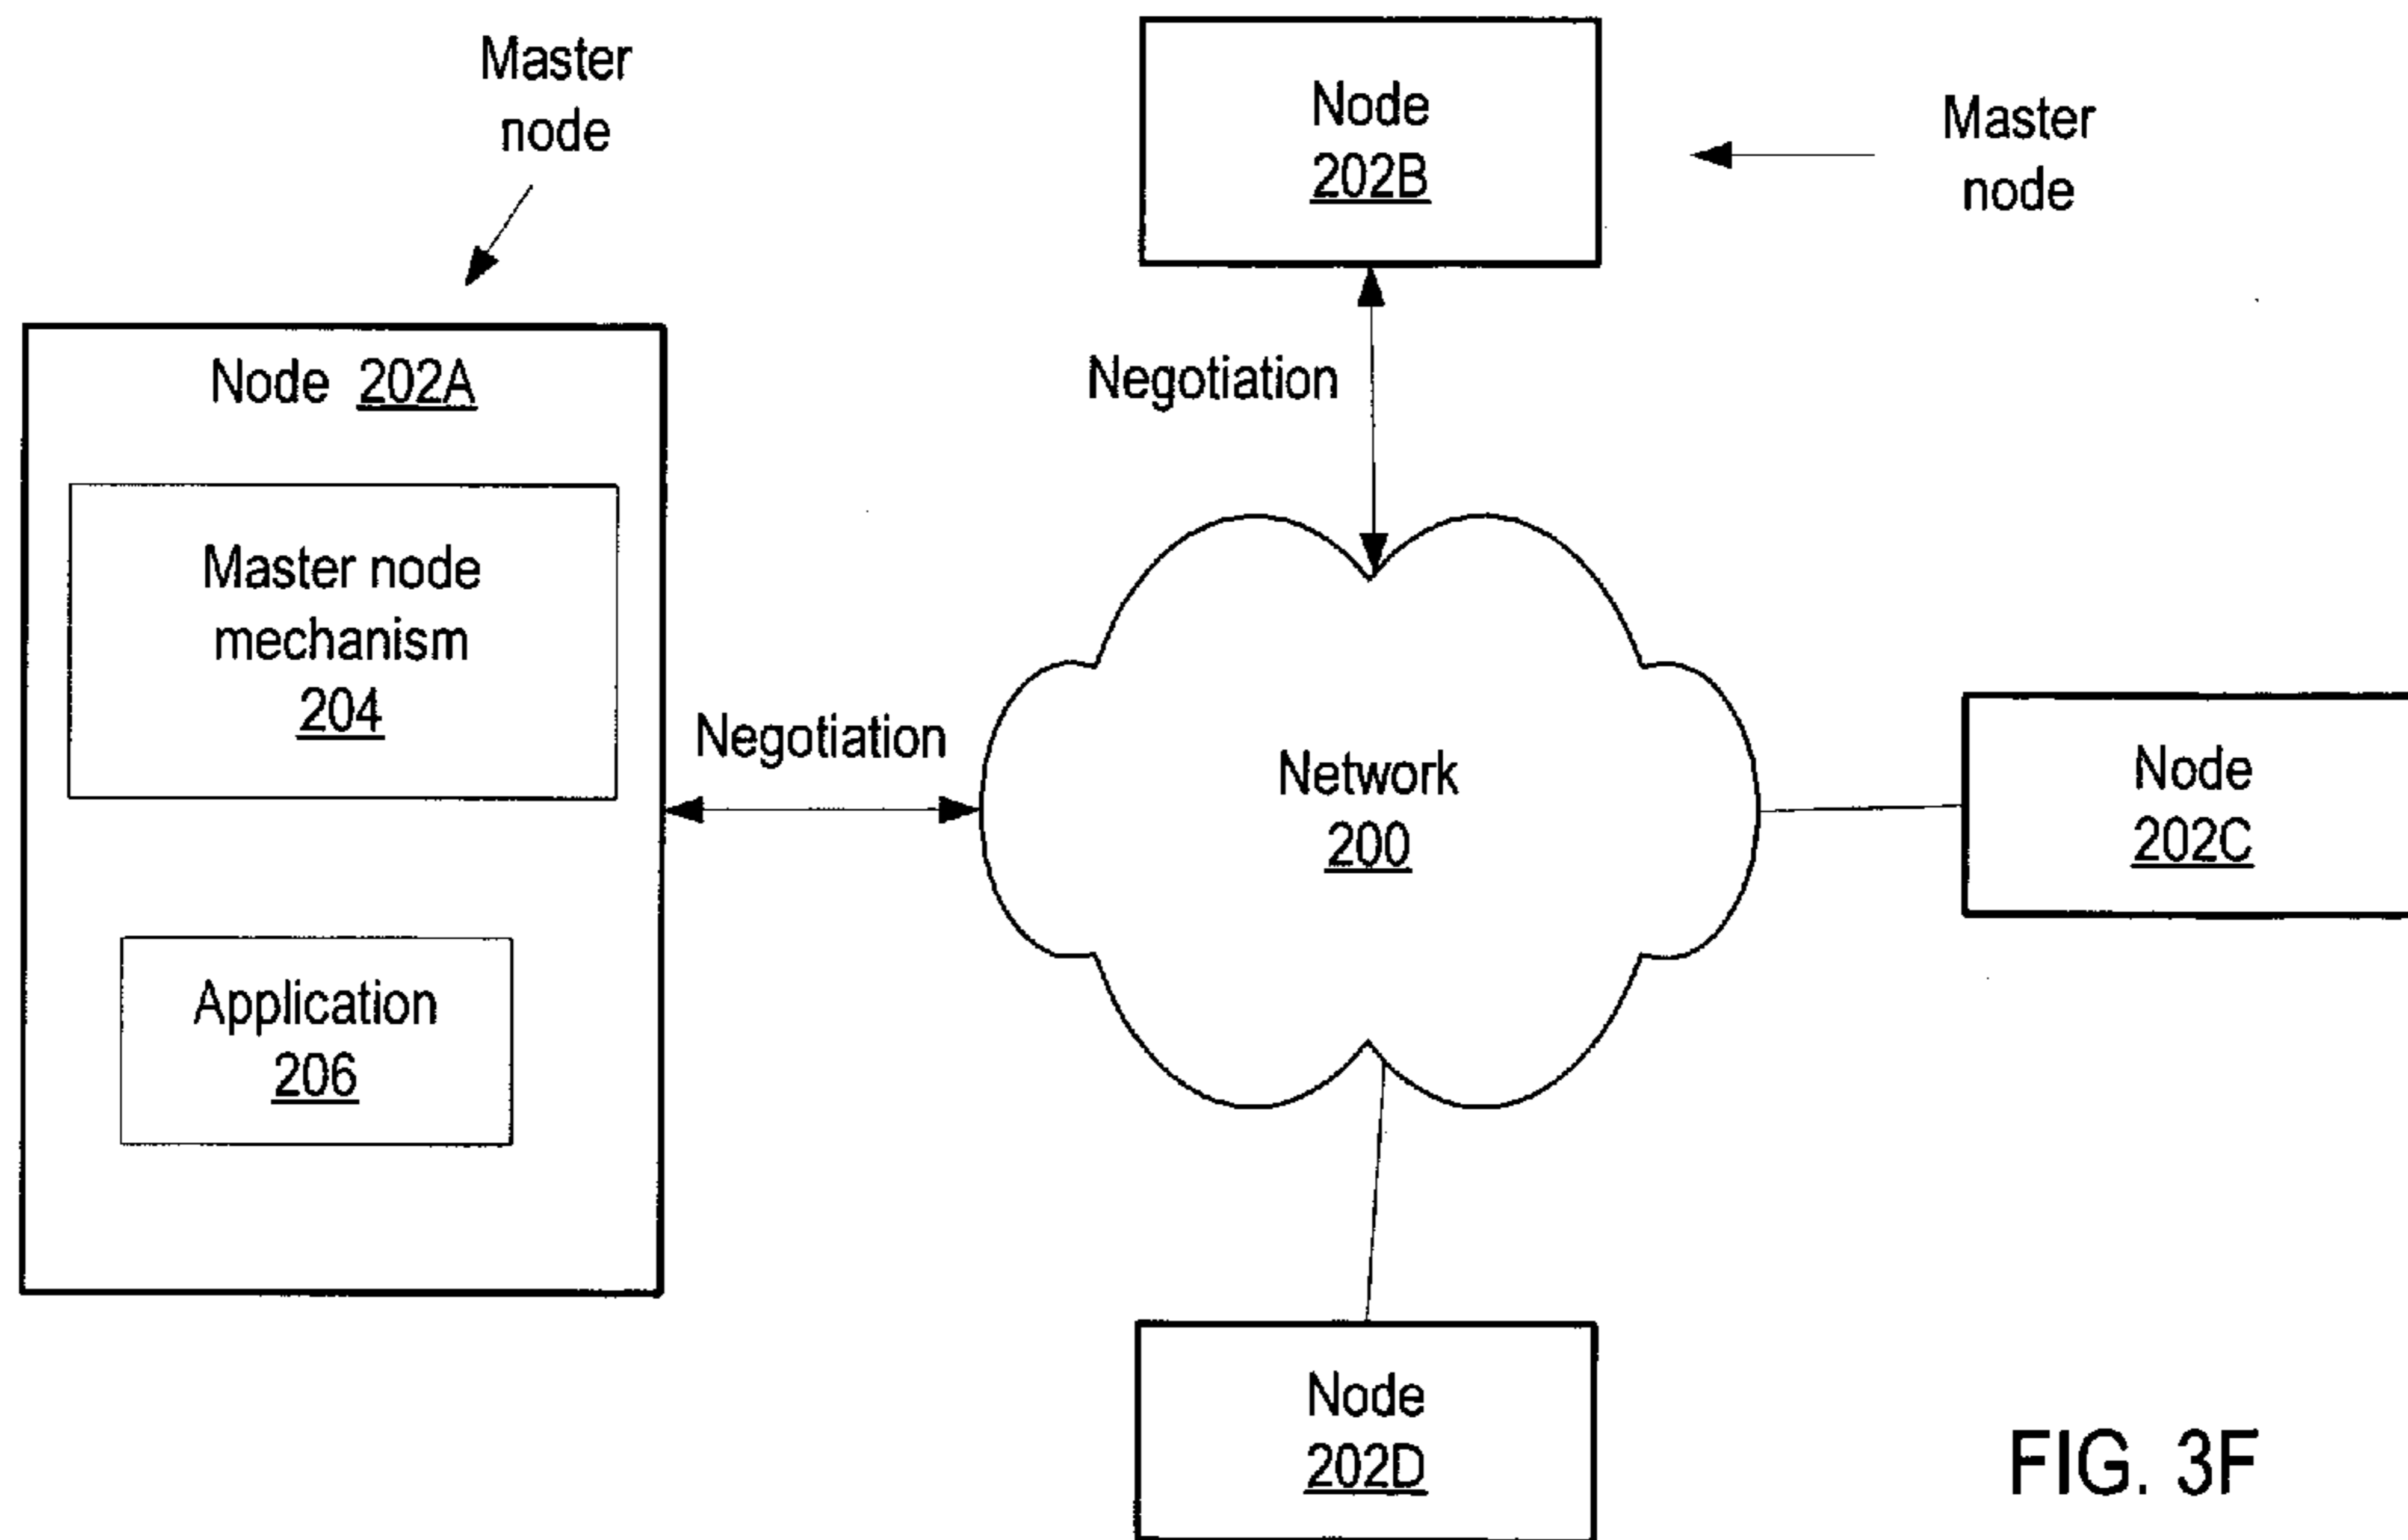 Master
node
Node
202B
Master
node
Node 202A
Negotiation
Master node
mechanism
204
Negotiation
Network
200
Node
202C
Application
206
Node
202D
FIG. 3F